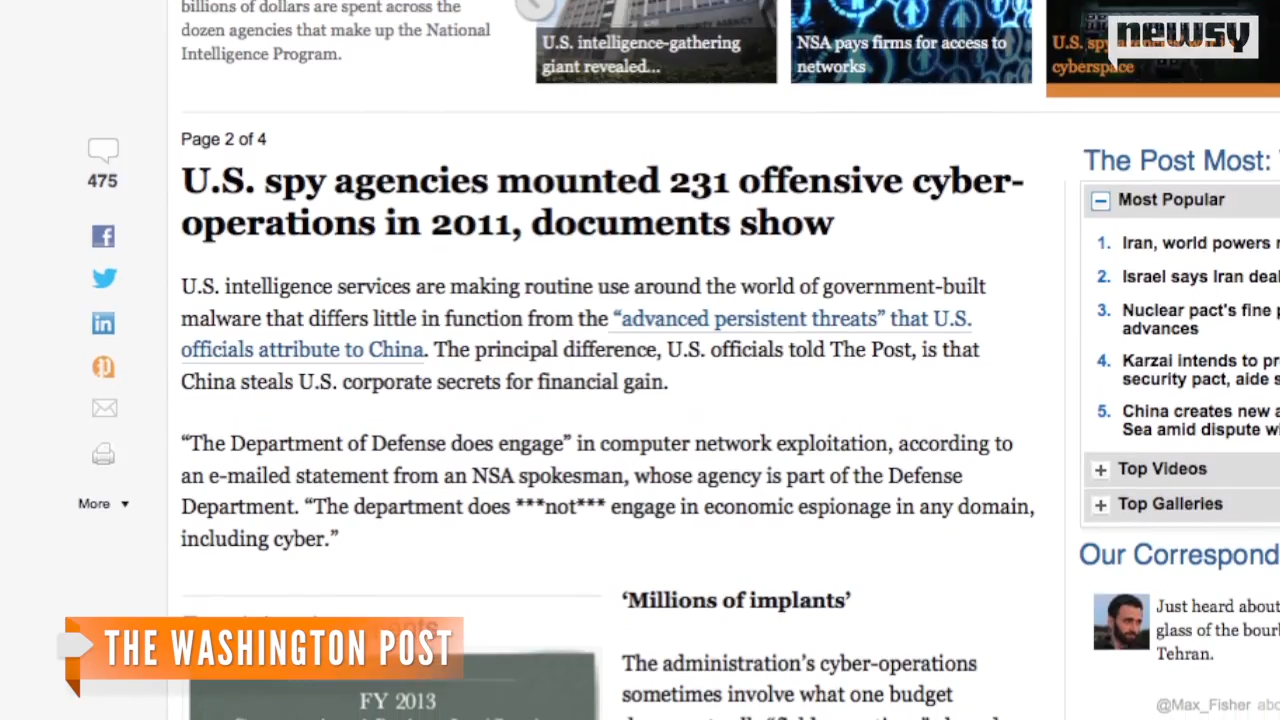 billions of dollars are spent across the
dozen agencies that make up the National
Intelligence Program.
U.S. intelligence-gathering
giant revealed...
NSA pays firms for access to
networks
U.S. spy
cyberspace
newsy
Page 2 of 4
475
U.S. spy agencies mounted 231 offensive cyber-
operations in 2011, documents show
U.S. intelligence services are making routine use around the world of government-built
malware that differs little in function from the “advanced persistent threats” that U.S.
officials attribute to China. The principal difference, U.S. officials told The Post, is that
China steals U.S. corporate secrets for financial gain.
“The Department of Defense does engage” in computer network exploitation, according to
an e-mailed statement from an NSA spokesman, whose agency is part of the Defense
Department. “The department does ***not*** engage in economic espionage in any domain,
including cyber.”
More
‘Millions of implants’
The administration’s cyber-operations
sometimes involve what one budget
FY 2013
THE WASHINGTON POST
The Post Most:
Most Popular
1. Iran, world powers
2. Israel says Iran
3. Nuclear pact's fine
advances
4. Karzai intends to
security pact, aide
5. China creates new
Sea amid dispute
Top Videos
Top Galleries
Our
Just heard about
glass of the
Tehran.
@Max_Fisher